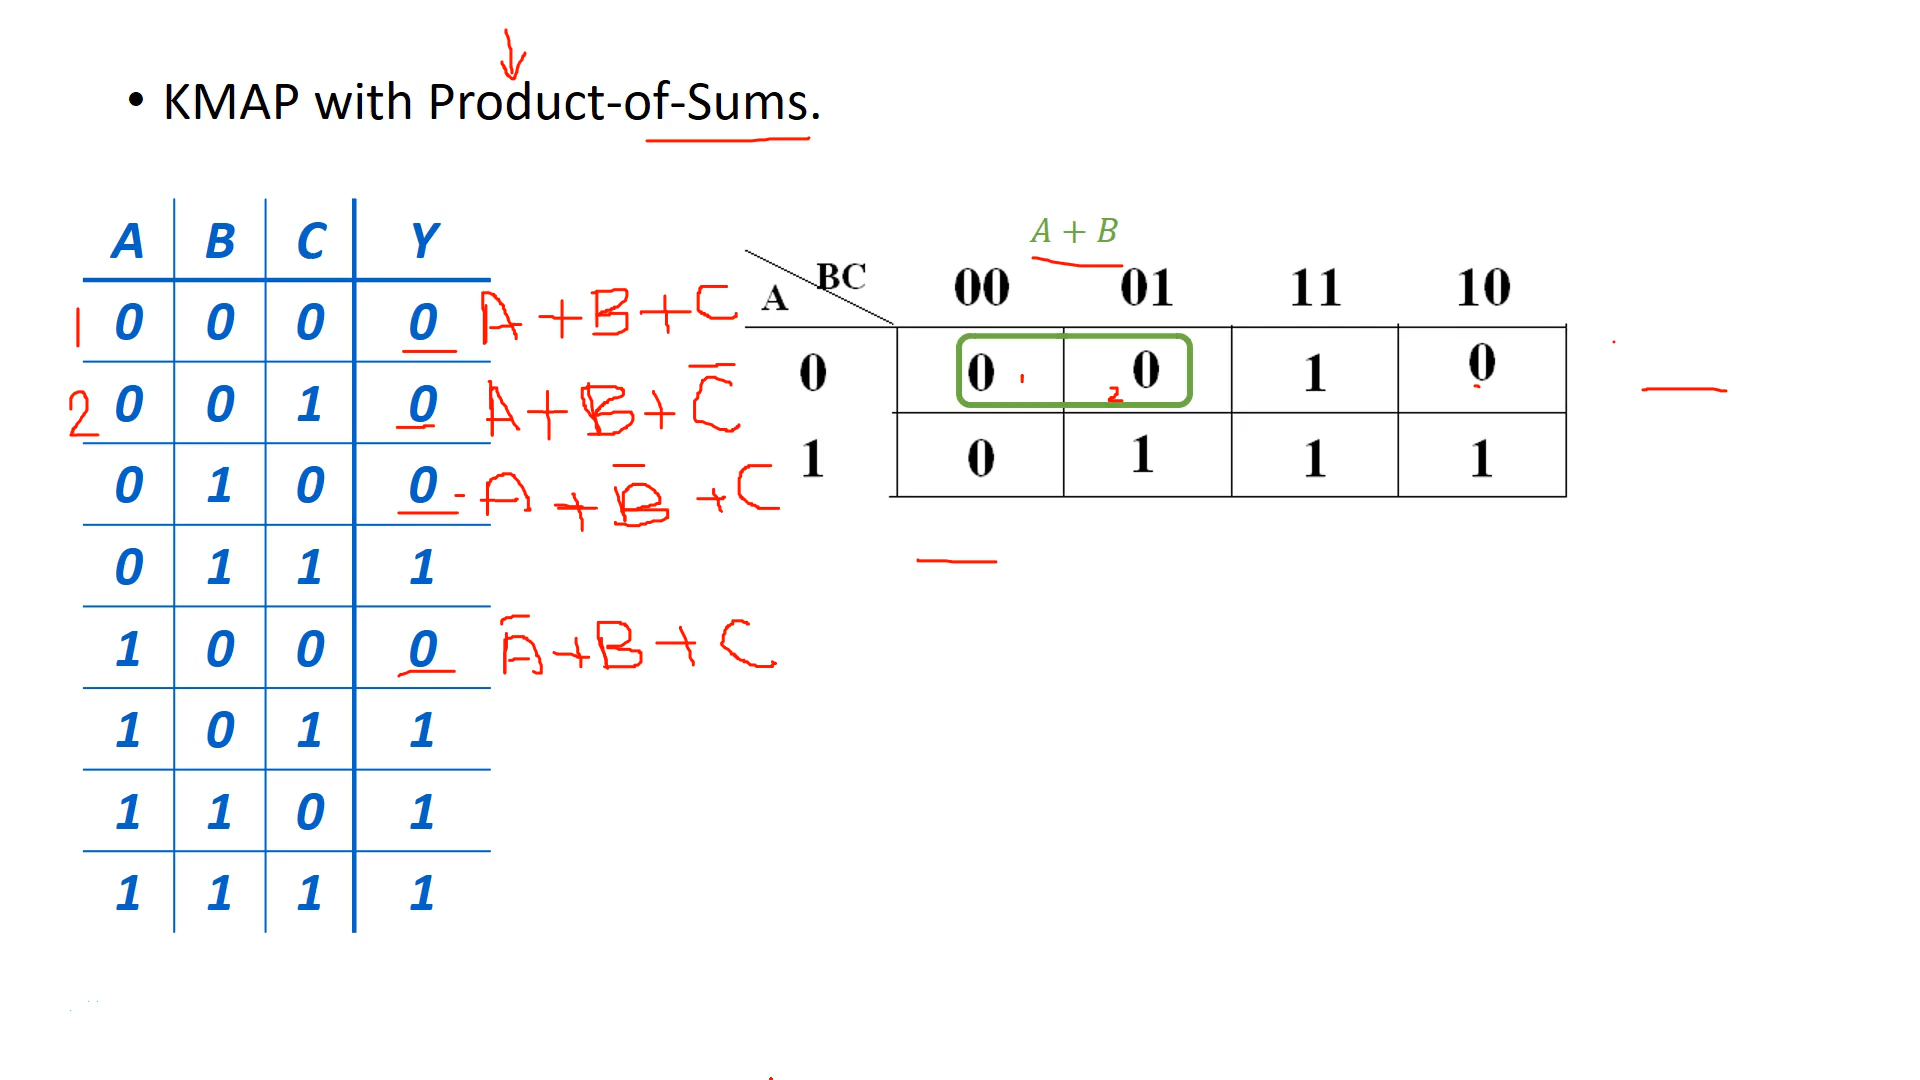 • KMAP with Product-of-Sums.
A B C Y
1 0 0 0 0 A + B + C
2 0 0 1 0 A + B + C̅
0 1 0 0 - A + B̅ + C
0 1 1 1
1 0 0 0 A̅ + B + C
1 0 1 1
1 1 0 1
1 1 1 1
A + B
A BC 00 01 11 10
0 0 1 0 2 1 0
1 0 1 1 1